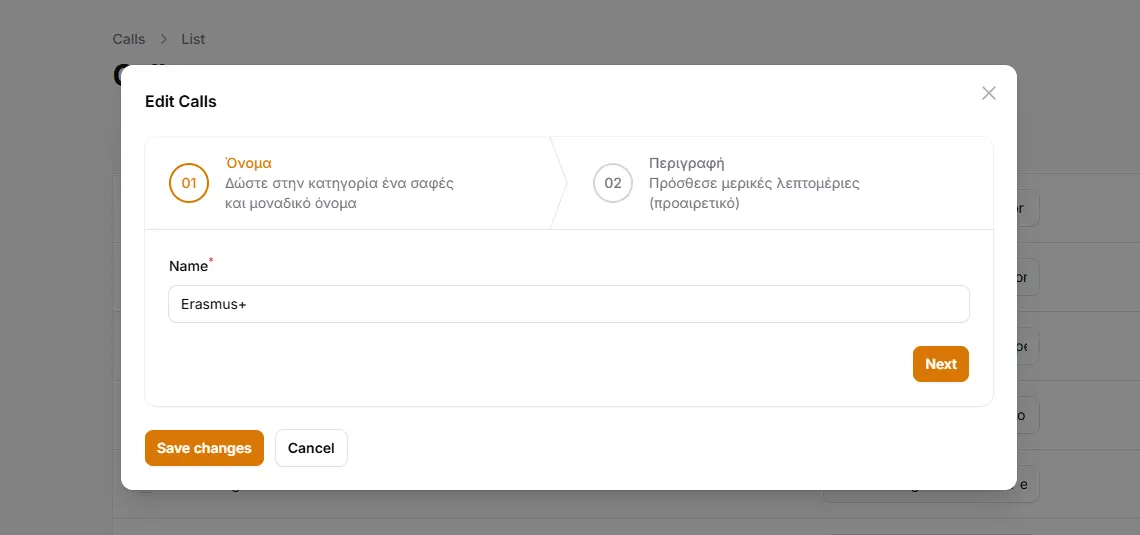 Calls
List
Edit Calls
01
Όνομα
Δώστε στην κατηγορία ένα σαφές
και μοναδικό όνομα
02
Περιγραφή
Πρόσθεσε μερικές λεπτομέριες
(προαιρετικό)
Name*
Erasmus+
Next
Save changes
Cancel